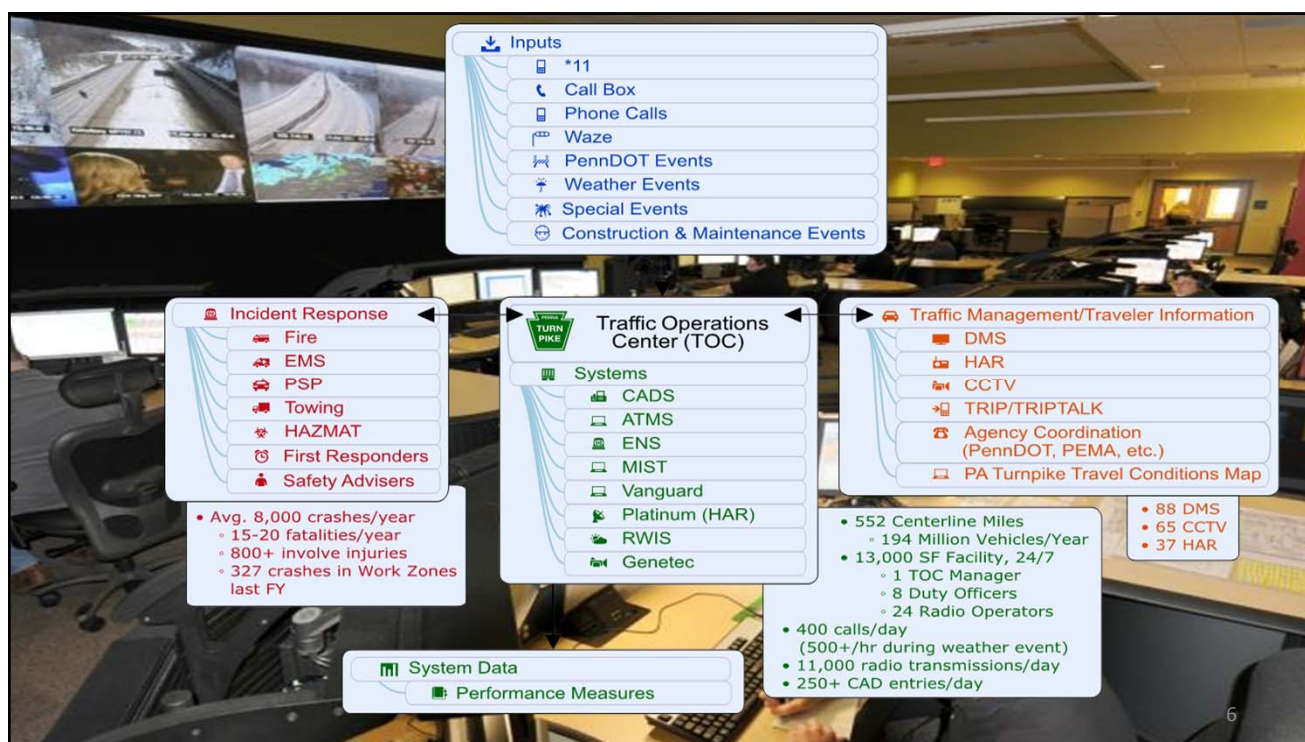 Inputs
*11
Call Box
Phone Calls
Waze
PennDOT Events
Weather Events
Special Events
Construction & Maintenance Events
Incident Response
Fire
EMS
PSP
Towing
HAZMAT
First Responders
Safety Advisers
• Avg. 8,000 crashes/year
◦ 15-20 fatalities/year
◦ 800+ involve injuries
◦ 327 crashes in Work Zones
last FY
PENNA
TURN
PIKE
Traffic Operations
Center (TOC)
Systems
CADS
ATMS
ENS
MIST
Vanguard
Platinum (HAR)
RWIS
Genetec
Traffic Management/Traveler Information
DMS
HAR
CCTV
TRIP/TRIPTALK
Agency Coordination
(PennDOT, PEMA, etc.)
PA Turnpike Travel Conditions Map
• 88 DMS
• 65 CCTV
• 37 HAR
• 552 Centerline Miles
◦ 194 Million Vehicles/Year
• 13,000 SF Facility, 24/7
◦ 1 TOC Manager
◦ 8 Duty Officers
◦ 24 Radio Operators
• 400 calls/day
(500+/hr during weather event)
• 11,000 radio transmissions/day
• 250+ CAD entries/day
System Data
Performance Measures
6